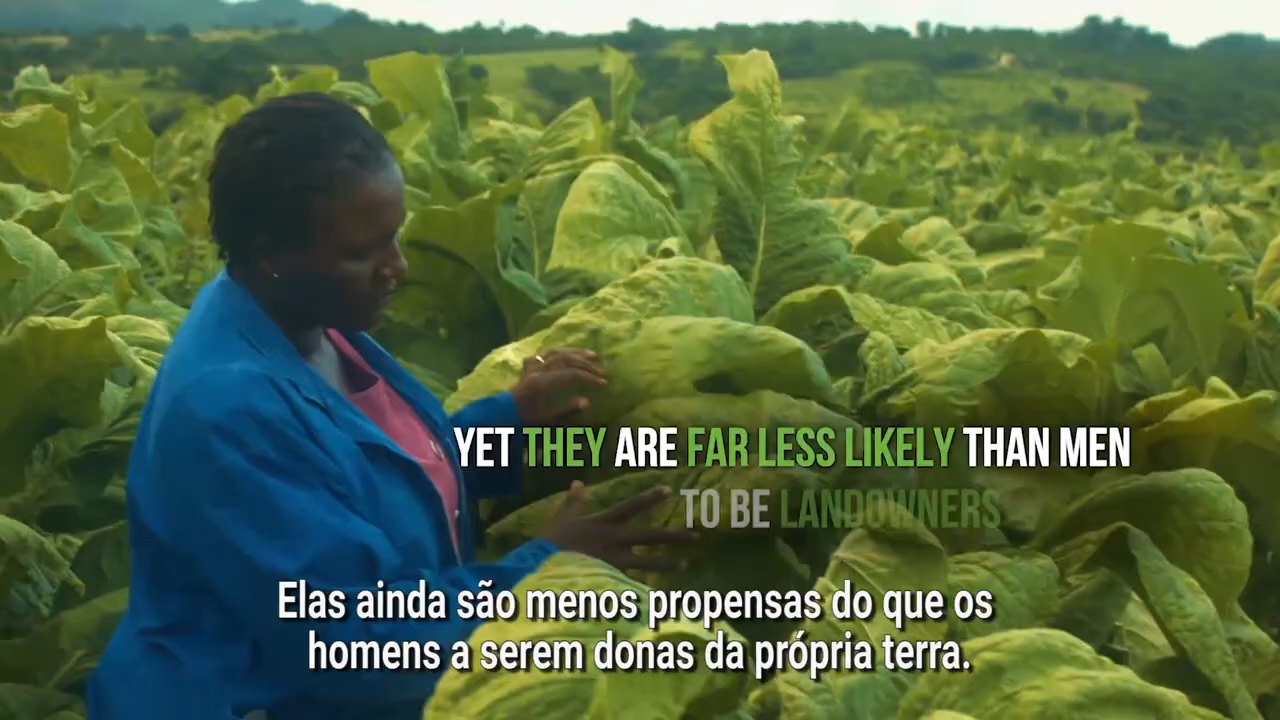 YET THEY ARE FAR LESS LIKELY THAN MEN
TO BE LANDOWNERS
Elas ainda são menos propensas do que os
homens a serem donas da própria terra.